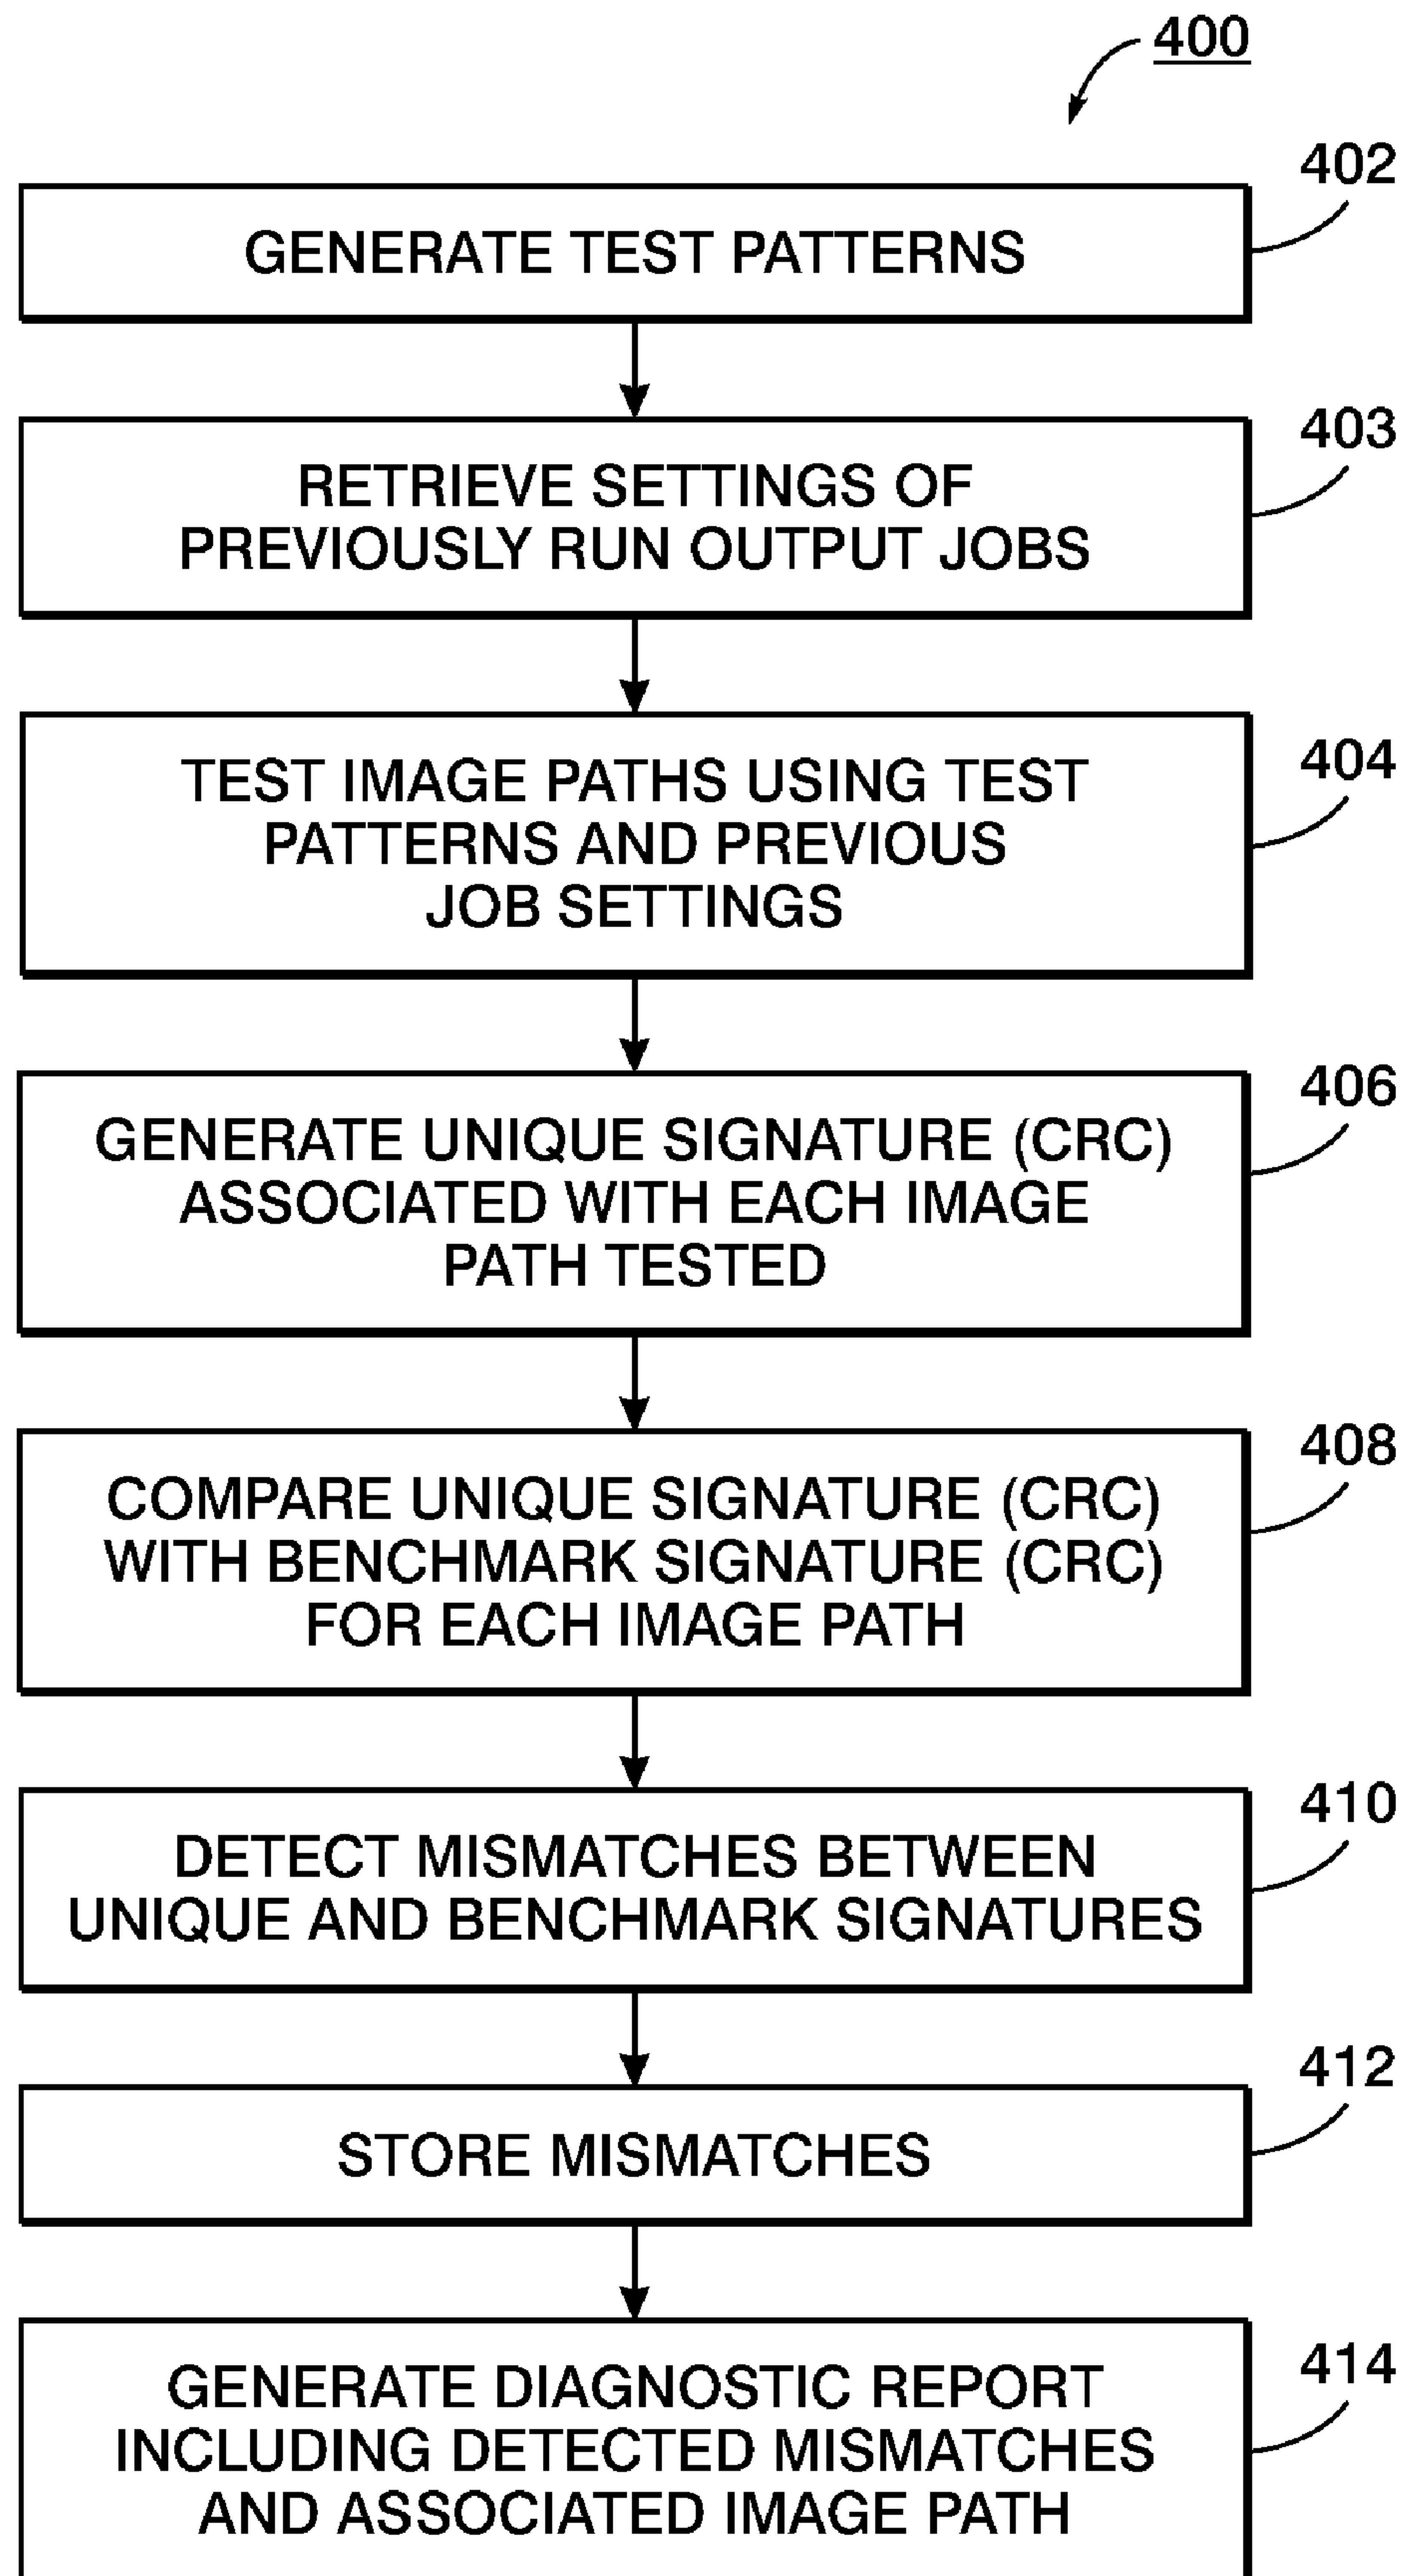 400
402
GENERATE TEST PATTERNS
403
RETRIEVE SETTINGS OF
PREVIOUSLY RUN OUTPUT JOBS
404
TEST IMAGE PATHS USING TEST
PATTERNS AND PREVIOUS
JOB SETTINGS
406
GENERATE UNIQUE SIGNATURE (CRC)
ASSOCIATED WITH EACH IMAGE
PATH TESTED
408
COMPARE UNIQUE SIGNATURE (CRC)
WITH BENCHMARK SIGNATURE (CRC)
FOR EACH IMAGE PATH
410
DETECT MISMATCHES BETWEEN
UNIQUE AND BENCHMARK SIGNATURES
412
STORE MISMATCHES
414
GENERATE DIAGNOSTIC REPORT
INCLUDING DETECTED MISMATCHES
AND ASSOCIATED IMAGE PATH